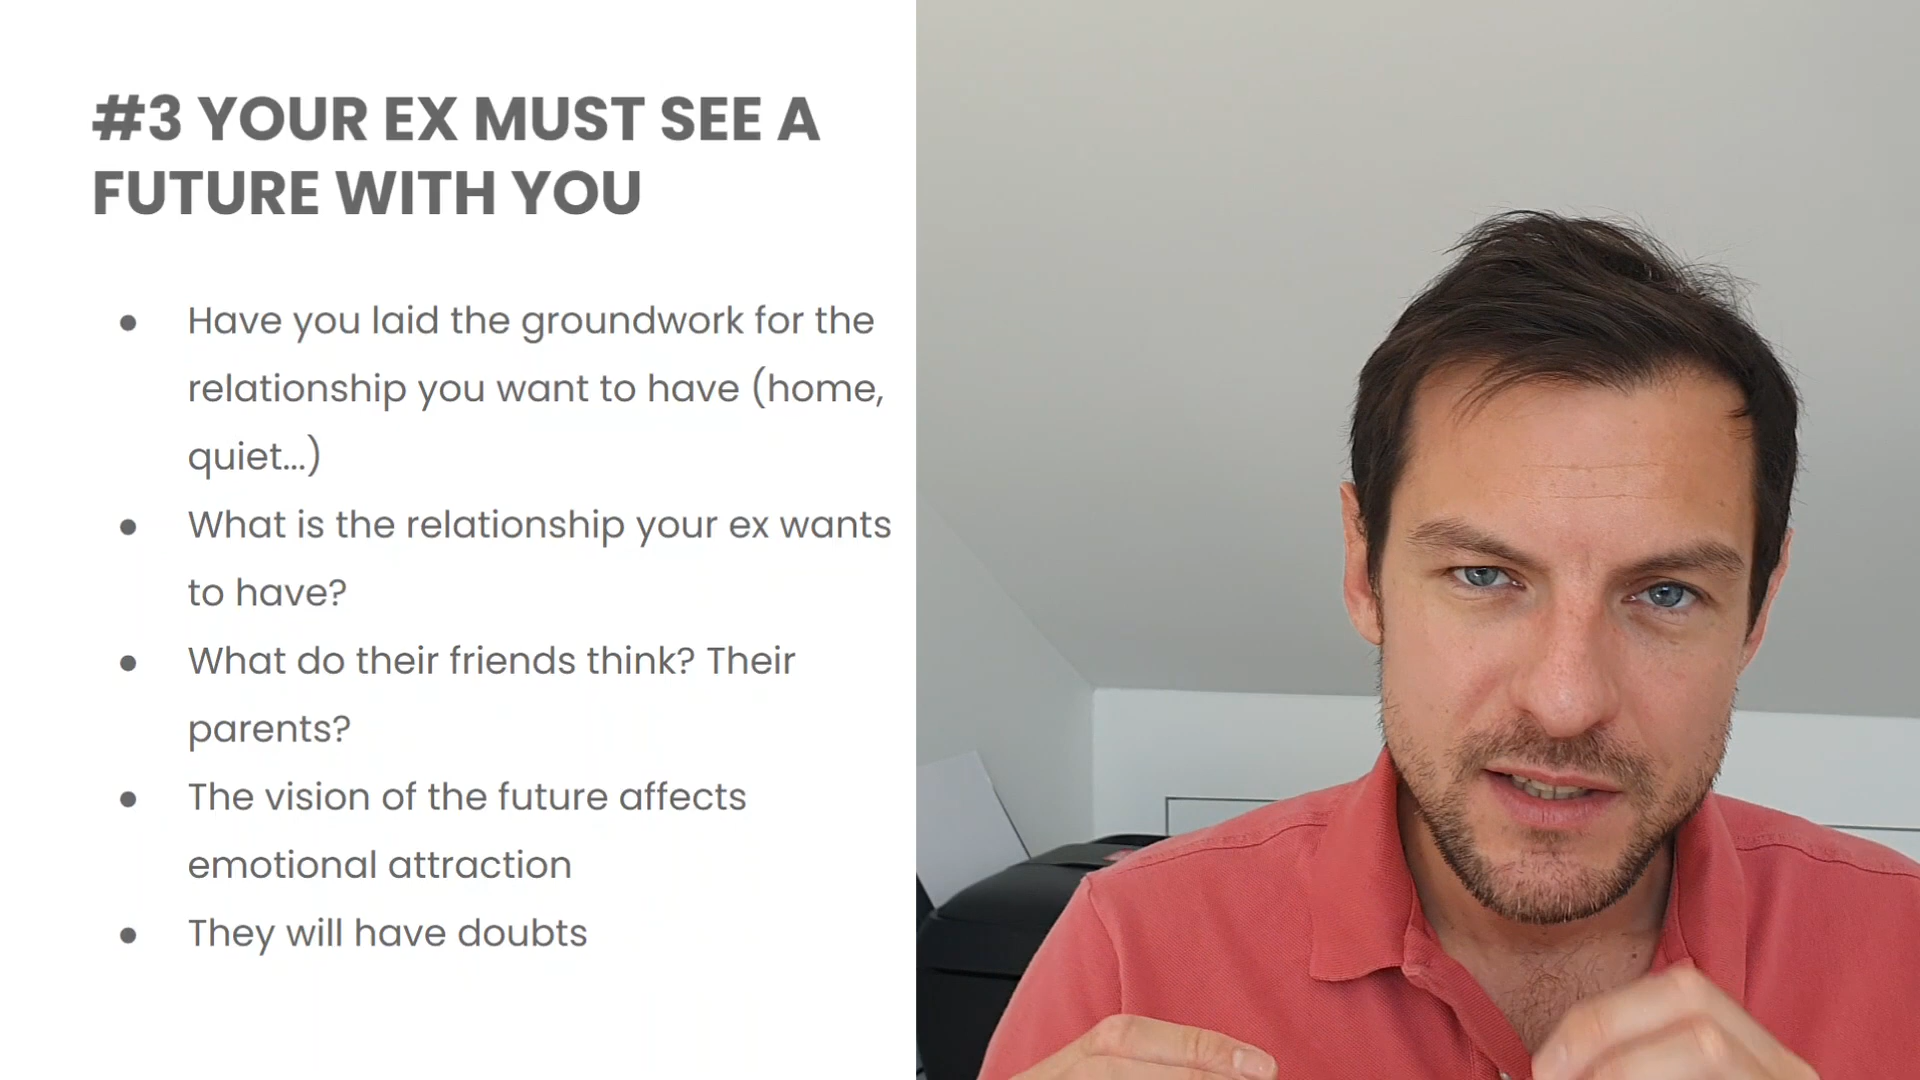 #3 YOUR EX MUST SEE A
FUTURE WITH YOU
● Have you laid the groundwork for the
relationship you want to have (home,
quiet...)
● What is the relationship your ex wants
to have?
● What do their friends think? Their
parents?
● The vision of the future affects
emotional attraction
● They will have doubts